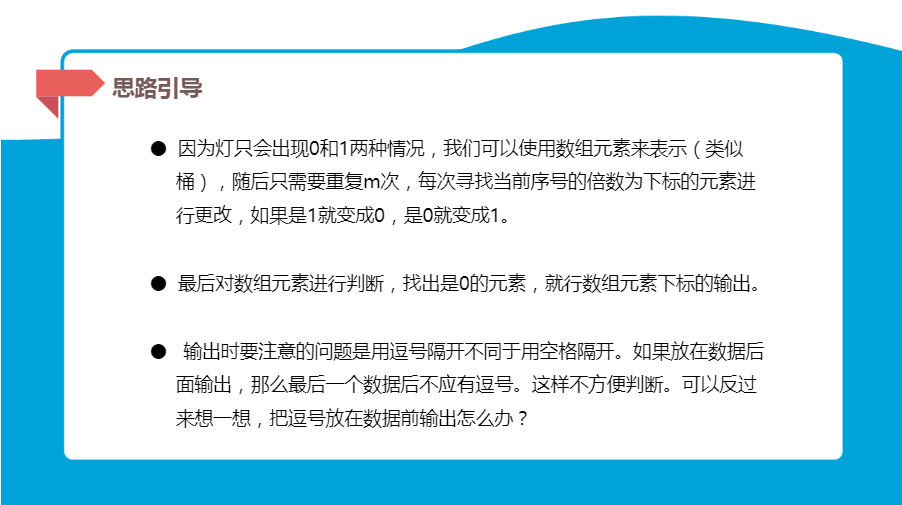 思路引导
● 因为灯只会出现0和1两种情况，我们可以使用数组元素来表示（类似
桶），随后只需要重复m次，每次寻找当前序号的倍数为下标的元素进
行更改，如果是1就变成0，是0就变成1。
● 最后对数组元素进行判断，找出是0的元素，就行数组元素下标的输出。
● 输出时要注意的问题是用逗号隔开不同于用空格隔开。如果放在数据后
面输出，那么最后一个数据后不应有逗号。这样不方便判断。可以反过
来想一想，把逗号放在数据前输出怎么办？